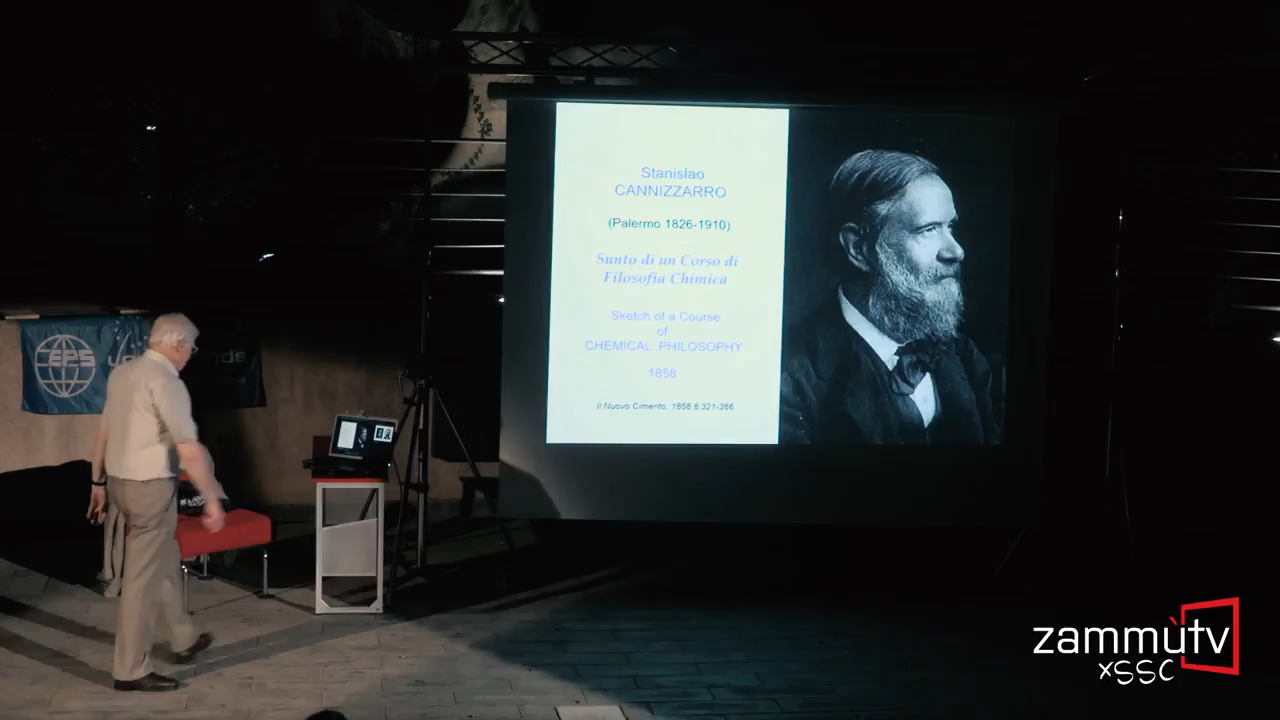 Stanislao
CANNIZZARRO
(Palermo 1826-1910)
Sunto di un Corso di
Filosofia Chimica
Sketch of a Course
of
CHEMICAL PHILOSOPHY
1858
Il Nuovo Cimento, 1858,8,321-366
EPS
zammùtv
xSSC